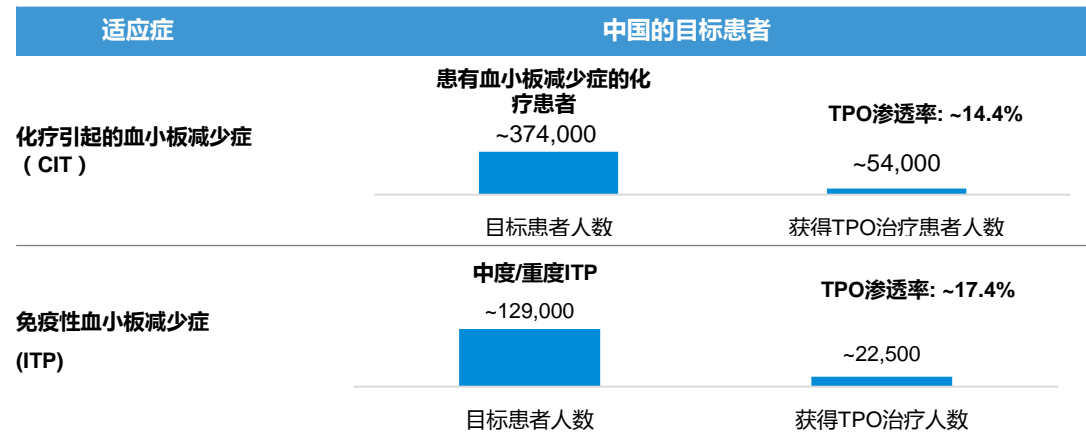 适应症
中国的目标患者
患有血小板减少症的化
疗患者
TPO渗透率: ~14.4%
化疗引起的血小板减少症
（ CIT ）
~374,000
~54,000
目标患者人数
获得TPO治疗患者人数
中度/重度ITP
TPO渗透率: ~17.4%
免疫性血小板减少症
(ITP)
~129,000
~22,500
目标患者人数
获得TPO治疗人数